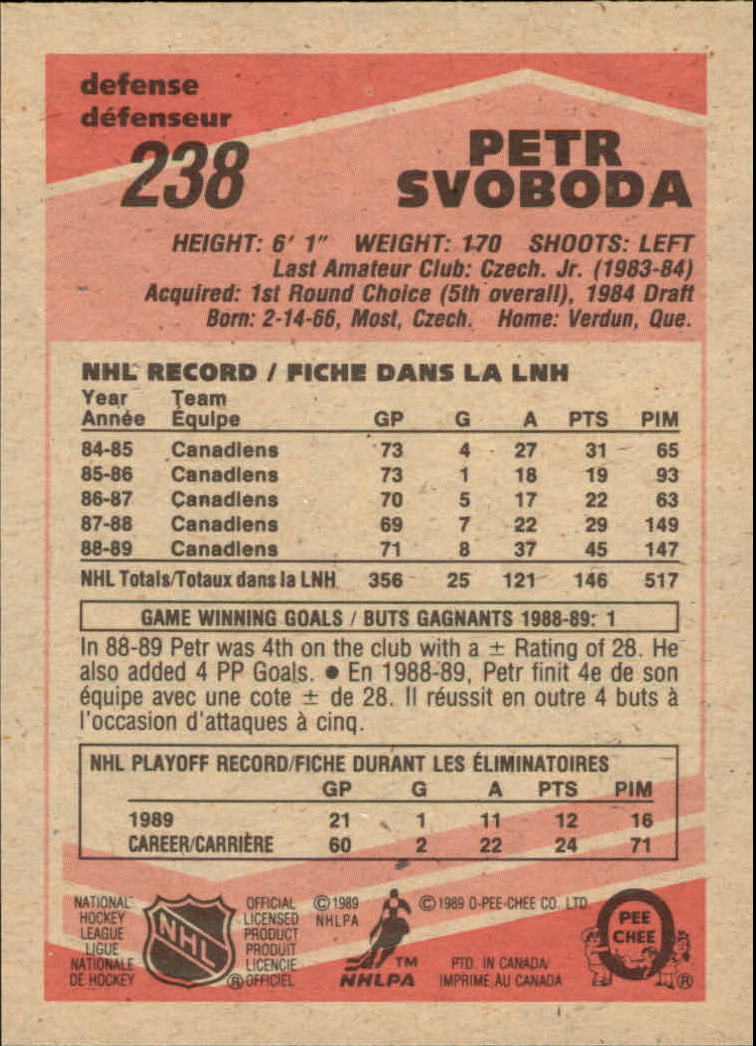 defense
défenseur
238
PETR
SVOBODA
HEIGHT: 6' 1" WEIGHT: 170 SHOOTS: LEFT
Last Amateur Club: Czech. Jr. (1983-84)
Acquired: 1st Round Choice (5th overall), 1984 Draft
Born: 2-14-66, Most, Czech. Home: Verdun, Que.
NHL RECORD / FICHE DANS LA LNH
Year Team
Année Équipe GP G A PTS PIM
84-85 Canadiens 73 4 27 31 65
85-86 Canadiens 73 1 18 19 93
86-87 Canadiens 70 5 17 22 63
87-88 Canadiens 69 7 22 29 149
88-89 Canadiens 71 8 37 45 147
NHL Totals/Totaux dans la LNH 356 25 121 146 517
GAME WINNING GOALS / BUTS GAGNANTS 1988-89: 1
In 88-89 Petr was 4th on the club with a ± Rating of 28. He
also added 4 PP Goals. ● En 1988-89, Petr finit 4e de son
équipe avec une cote ± de 28. Il réussit en outre 4 buts à
l'occasion d'attaques à cinq.
NHL PLAYOFF RECORD/FICHE DURANT LES ÉLIMINATOIRES
GP G A PTS PIM
1989 21 1 11 12 16
CAREER/CARRIÈRE 60 2 22 24 71
NATIONAL
HOCKEY
LEAGUE
LIGUE
NATIONALE
DE HOCKEY
NHL
®
OFFICIAL
LICENSED
PRODUCT
PRODUIT
LICENCIE
OFFICIEL
© 1989
NHLPA
TM
NHLPA
© 1989 O-PEE-CHEE CO. LTD.
PTD. IN CANADA/
IMPRIME AU CANADA
O
PEE
CHEE
®